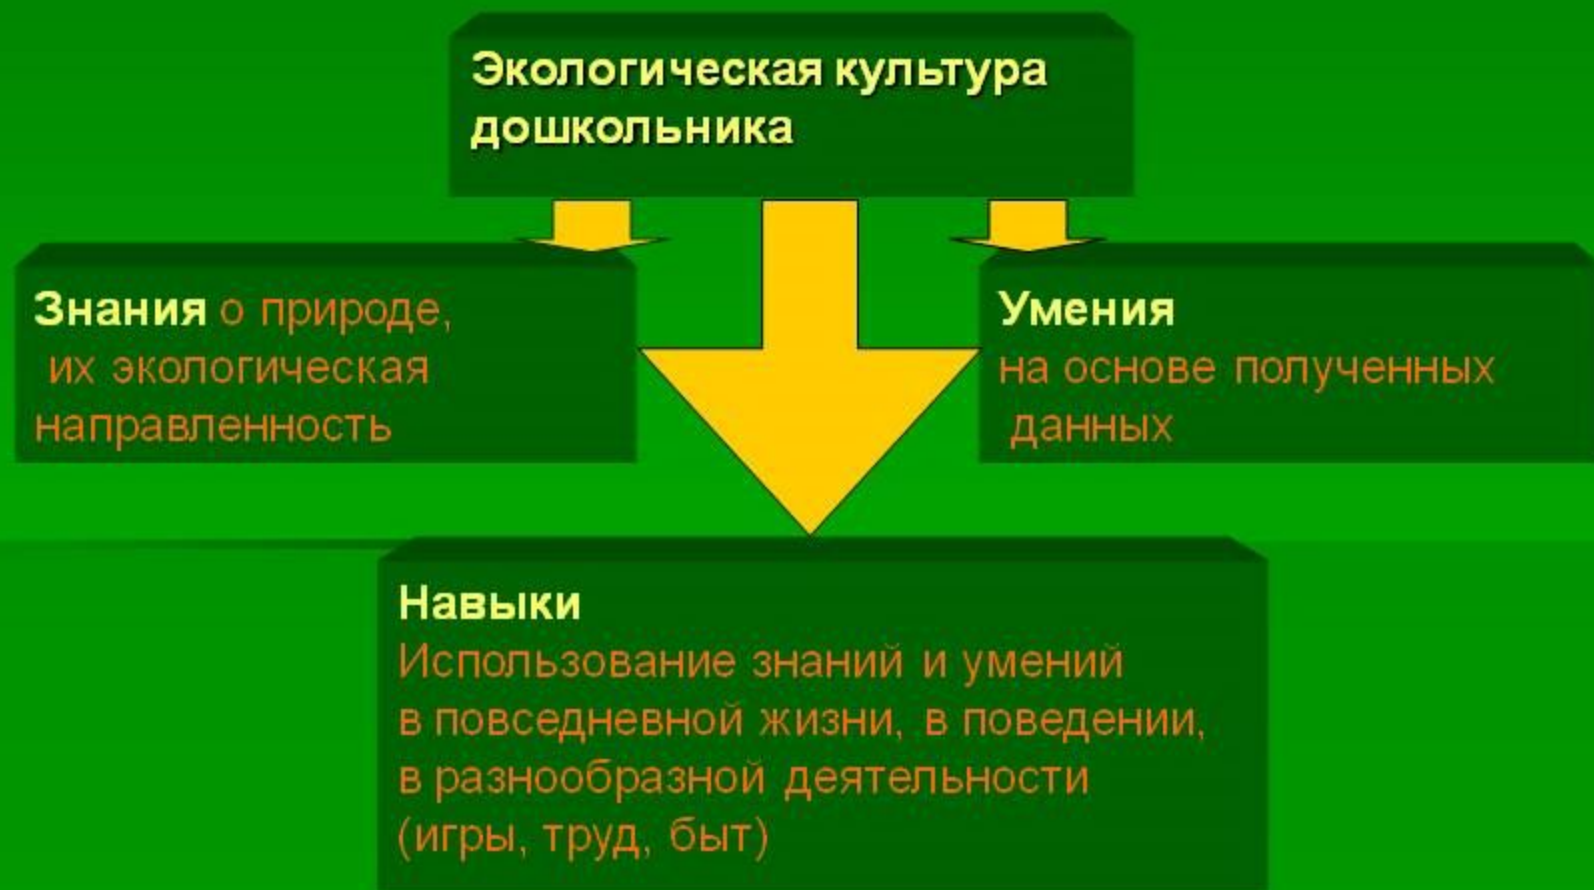 Экологическая культура
дошкольника
Знания о природе,
их экологическая
направленность
Умения
на основе полученных
данных
Навыки
Использование знаний и умений
в повседневной жизни, в поведении,
в разнообразной деятельности
(игры, труд, быт)